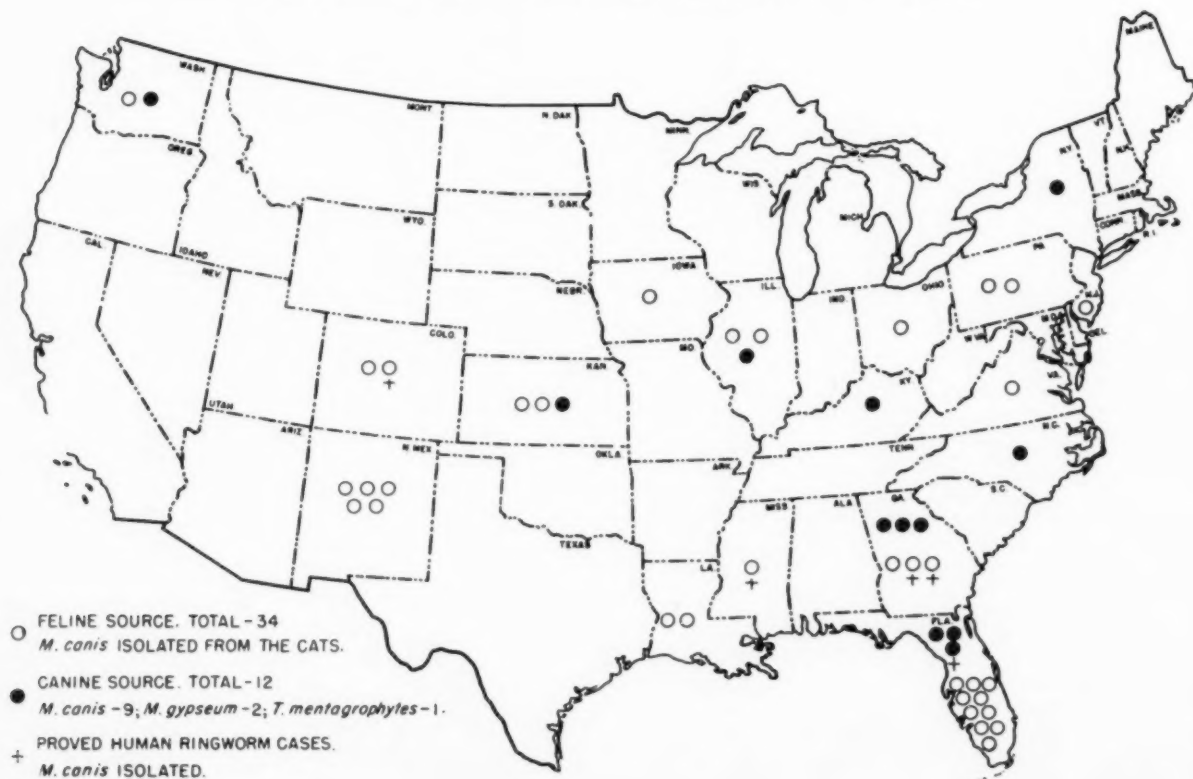 MAINE
WASH.
MONT.
N. DAK.
MINN.
VT.
N.H.
N.Y.
OREG.
WIS.
MASS.
S. DAK.
MICH.
CONN.
R.I.
WYO.
IDAHO
CAL.
NEV.
IOWA
PA.
NEBR.
ILL.
IND.
OHIO
MD.
DEL.
W.VA.
COLO.
MO.
KAN.
KY.
VA.
UTAH
ARIZ.
N. MEX.
OKLA.
ARK.
TENN.
N.C.
S.C.
MISS.
ALA.
GA.
TEXAS
LA.
FLA.
FELINE SOURCE. TOTAL-34
M. canis ISOLATED FROM THE CATS.
CANINE SOURCE. TOTAL-12
M. canis -9; M. gypseum -2; T. mentagrophytes -1.
PROVED HUMAN RINGWORM CASES.
M. canis ISOLATED.